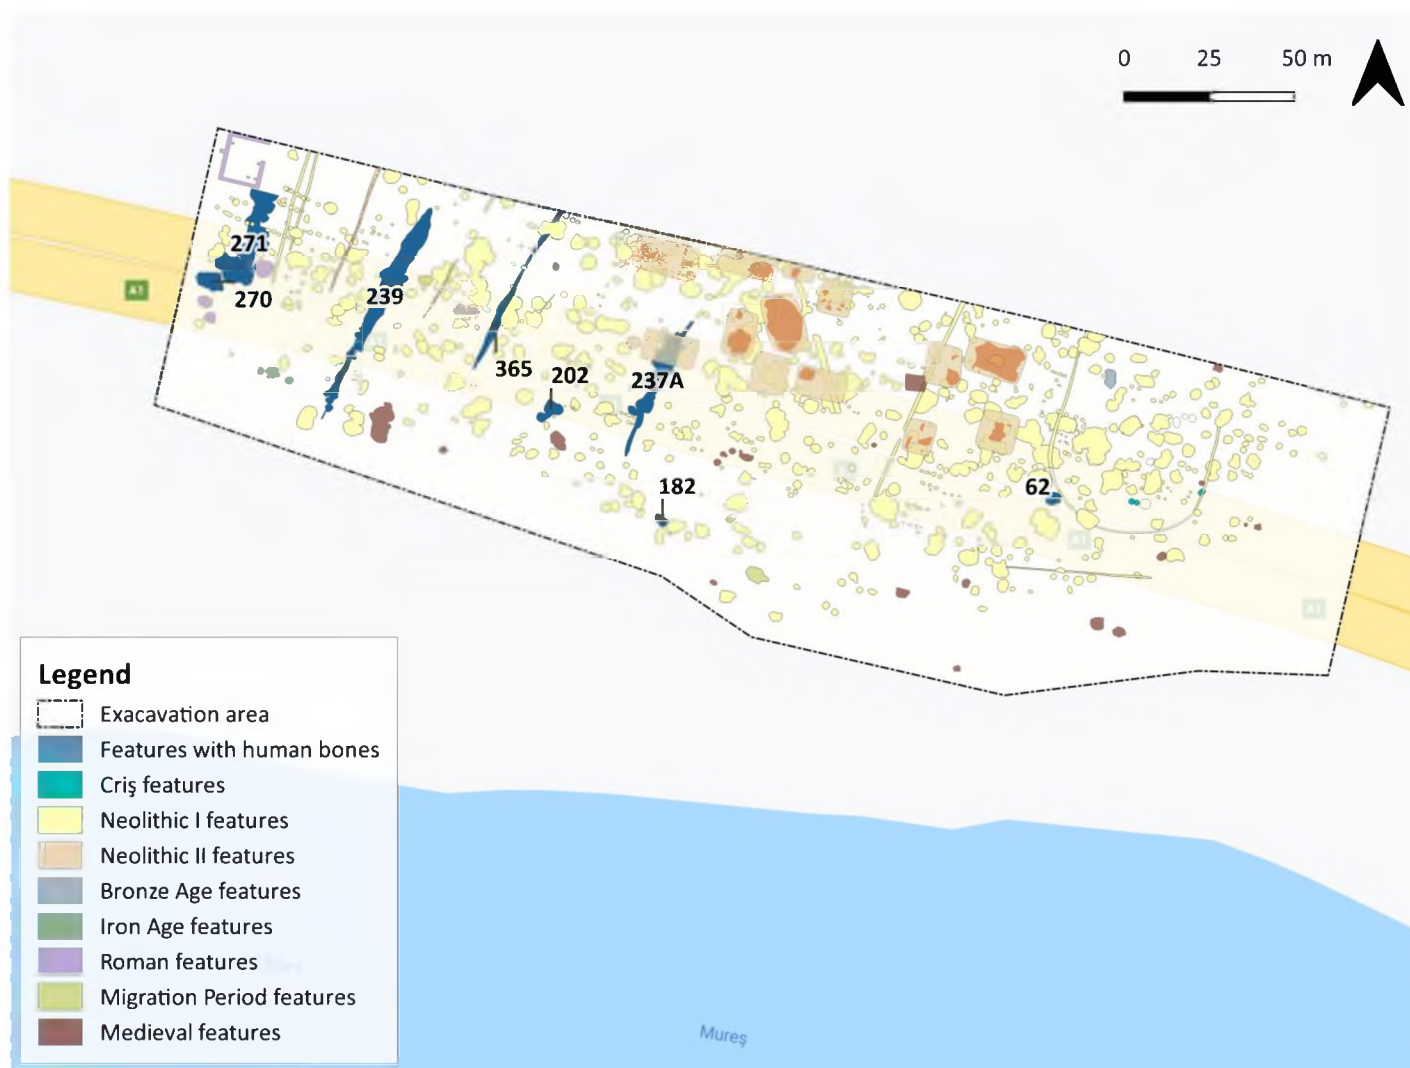 0 25 50 m
A1
271
270
239
365
202
237A
182
62
A1
A1
Legend
Exacavation area
Features with human bones
Criş features
Neolithic I features
Neolithic II features
Bronze Age features
Iron Age features
Roman features
Migration Period features
Medieval features
Mureş